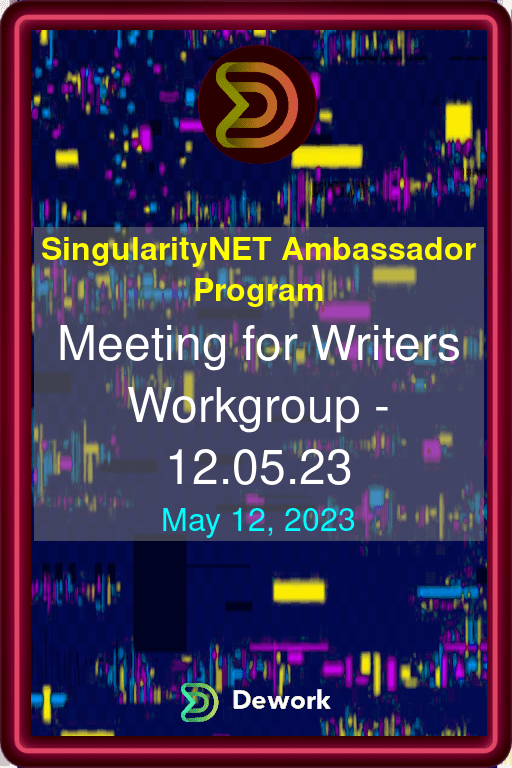 SingularityNET Ambassador
Program
Meeting for Writers
Workgroup -
12.05.23
May 12, 2023
Dework